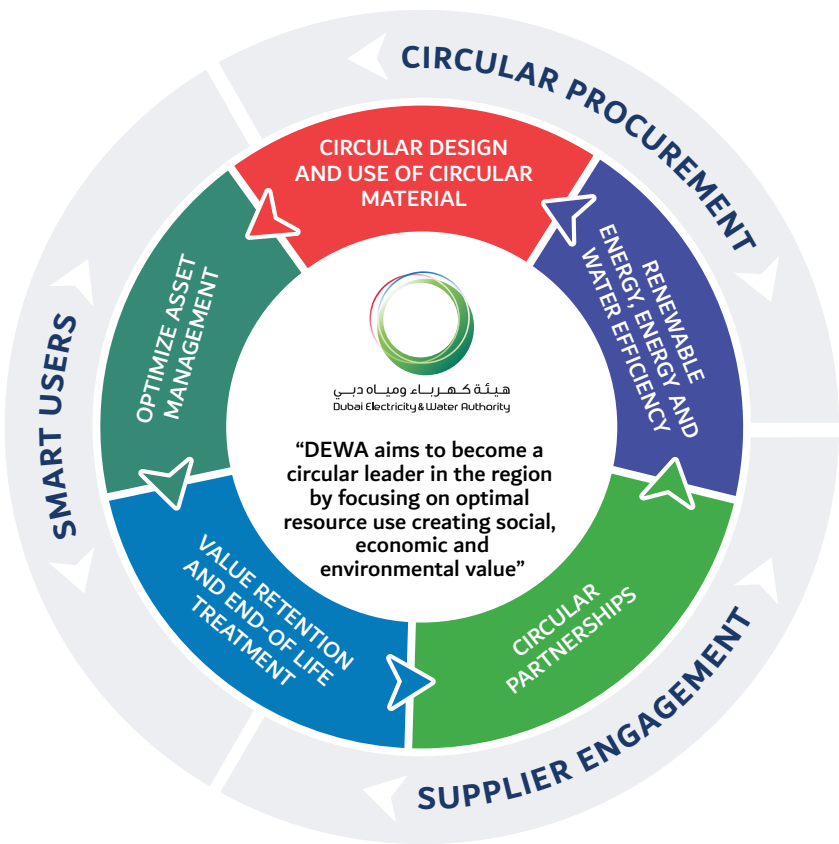 CIRCULAR PROCUREMENT
CIRCULAR DESIGN
AND USE OF CIRCULAR
MATERIAL
RENEWABLE
ENERGY, ENERGY AND
WATER EFFICIENCY
OPTIMIZE ASSET
MANAGEMENT
SMART USERS
هيئة كهرباء ومياه دبي
Dubai Electricity & Water Authority
“DEWA aims to become a
circular leader in the region
by focusing on optimal
resource use creating social,
economic and
environmental value”
VALUE RETENTION
AND END-OF LIFE
TREATMENT
CIRCULAR
PARTNERSHIPS
SUPPLIER ENGAGEMENT